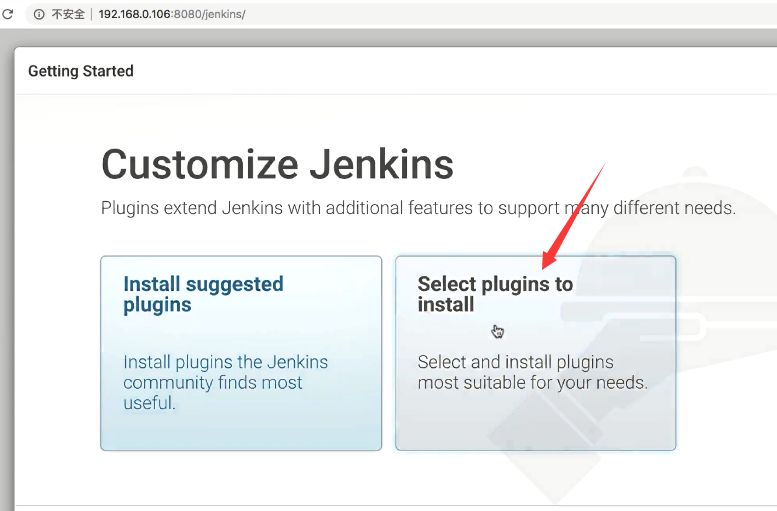 不安全 | 192.168.0.106:8080/jenkins/
Getting Started
Customize Jenkins
Plugins extend Jenkins with additional features to support many different needs.
Install suggested
plugins
Install plugins the Jenkins
community finds most
useful.
Select plugins to
install
Select and install plugins
most suitable for your needs.